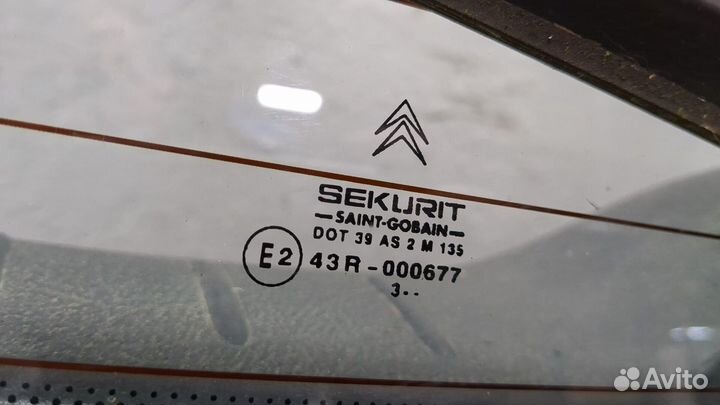 SEKURIT
SAINT-GOBAIN
DOT 39 AS 2 M 135
E2 43R-000677
3··
Avito